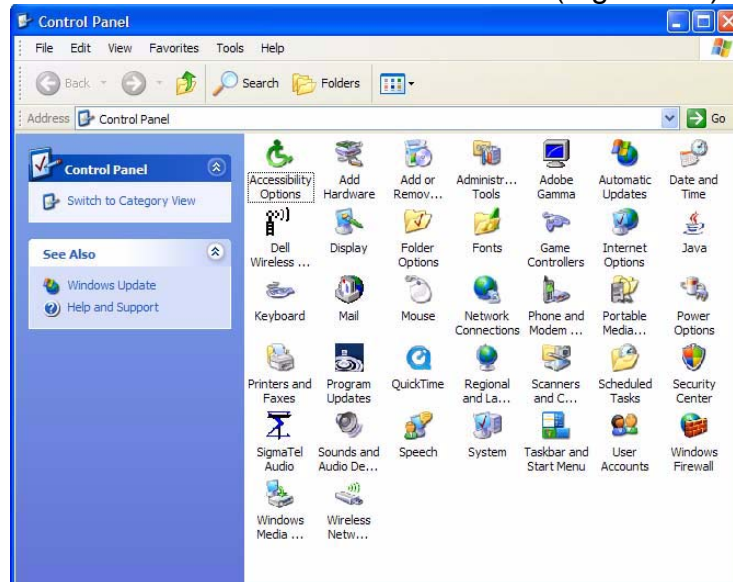 Control Panel
File Edit View Favorites Tools Help
Back Search Folders
Address Control Panel Go
Control Panel
Switch to Category View
See Also
Windows Update
Help and Support
Accessibility Options
Add Hardware
Add or Remov...
Administr... Tools
Adobe Gamma
Automatic Updates
Date and Time
Dell Wireless ...
Display
Folder Options
Fonts
Game Controllers
Internet Options
Java
Keyboard
Mail
Mouse
Network Connections
Phone and Modem ...
Portable Media...
Power Options
Printers and Faxes
Program Updates
QuickTime
Regional and La...
Scanners and C...
Scheduled Tasks
Security Center
SigmaTel Audio
Sounds and Audio De...
Speech
System
Taskbar and Start Menu
User Accounts
Windows Firewall
Windows Media ...
Wireless Netw...